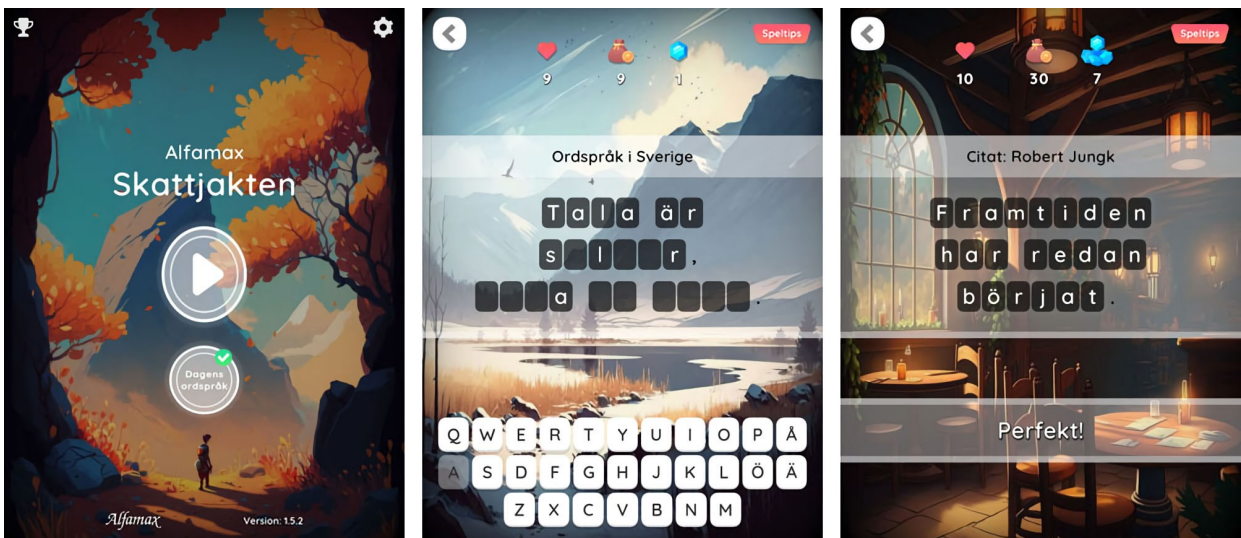 Alfamax
Skattjakten
Dagens
ordspråk
Alfamax
Version: 1.5.2
Speltips
9 9 1
Ordspråk i Sverige
Tala är
s l r,
a .
Q W E R T Y U I O P Å
A S D F G H J K L Ö Ä
Z X C V B N M
Speltips
10 30 7
Citat: Robert Jungk
Framtiden
har redan
börjat.
Perfekt!